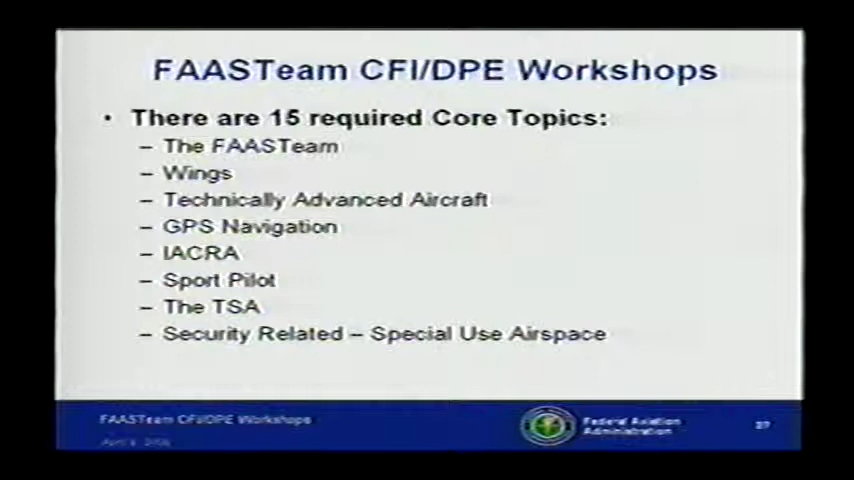 FAASTeam CFI/DPE Workshops
• There are 15 required Core Topics:
– The FAASTeam
– Wings
– Technically Advanced Aircraft
– GPS Navigation
– IACRA
– Sport Pilot
– The TSA
– Security Related – Special Use Airspace
FAASTeam CFI/DPE Workshops
Federal Aviation
Administration
April